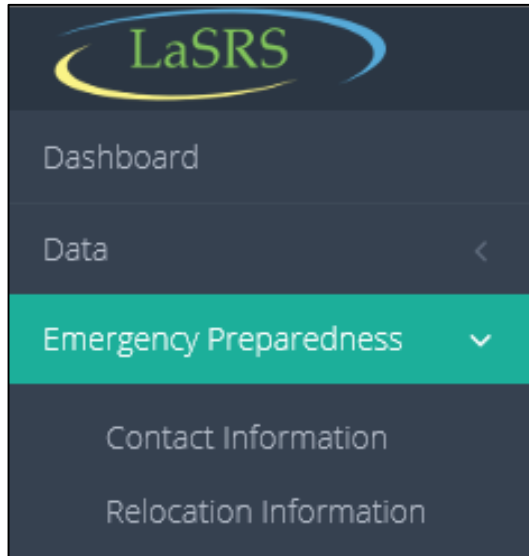 LaSRS
Dashboard
Data
Emergency Preparedness
Contact Information
Relocation Information